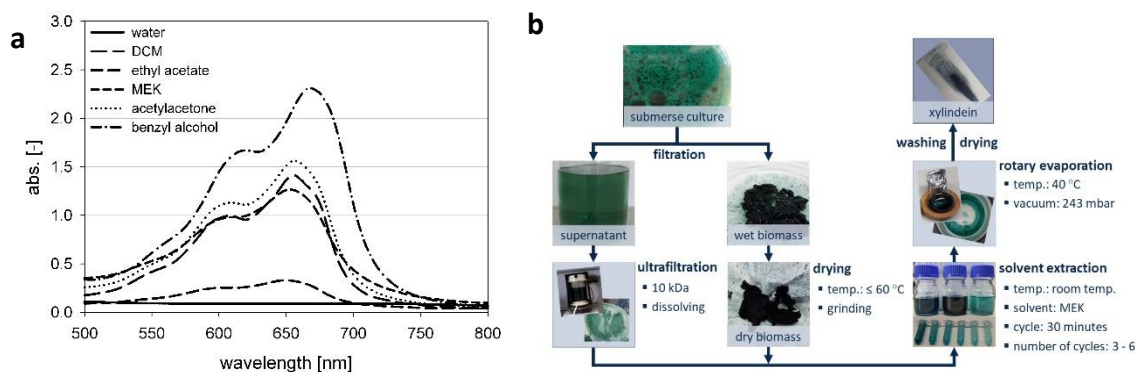 a
3.0
2.5
2.0
1.5
1.0
0.5
0.0
abs. [-]
water
DCM
ethyl acetate
MEK
acetylacetone
benzyl alcohol
500
550
600
650
700
750
800
wavelength [nm]
b
submerse culture
filtration
supernatant
wet biomass
ultrafiltration
▪ 10 kDa
▪ dissolving
drying
▪ temp.: ≤ 60 °C
▪ grinding
dry biomass
xylindein
washing
drying
rotary evaporation
▪ temp.: 40 °C
▪ vacuum: 243 mbar
solvent extraction
▪ temp.: room temp.
▪ solvent: MEK
▪ cycle: 30 minutes
▪ number of cycles: 3 - 6